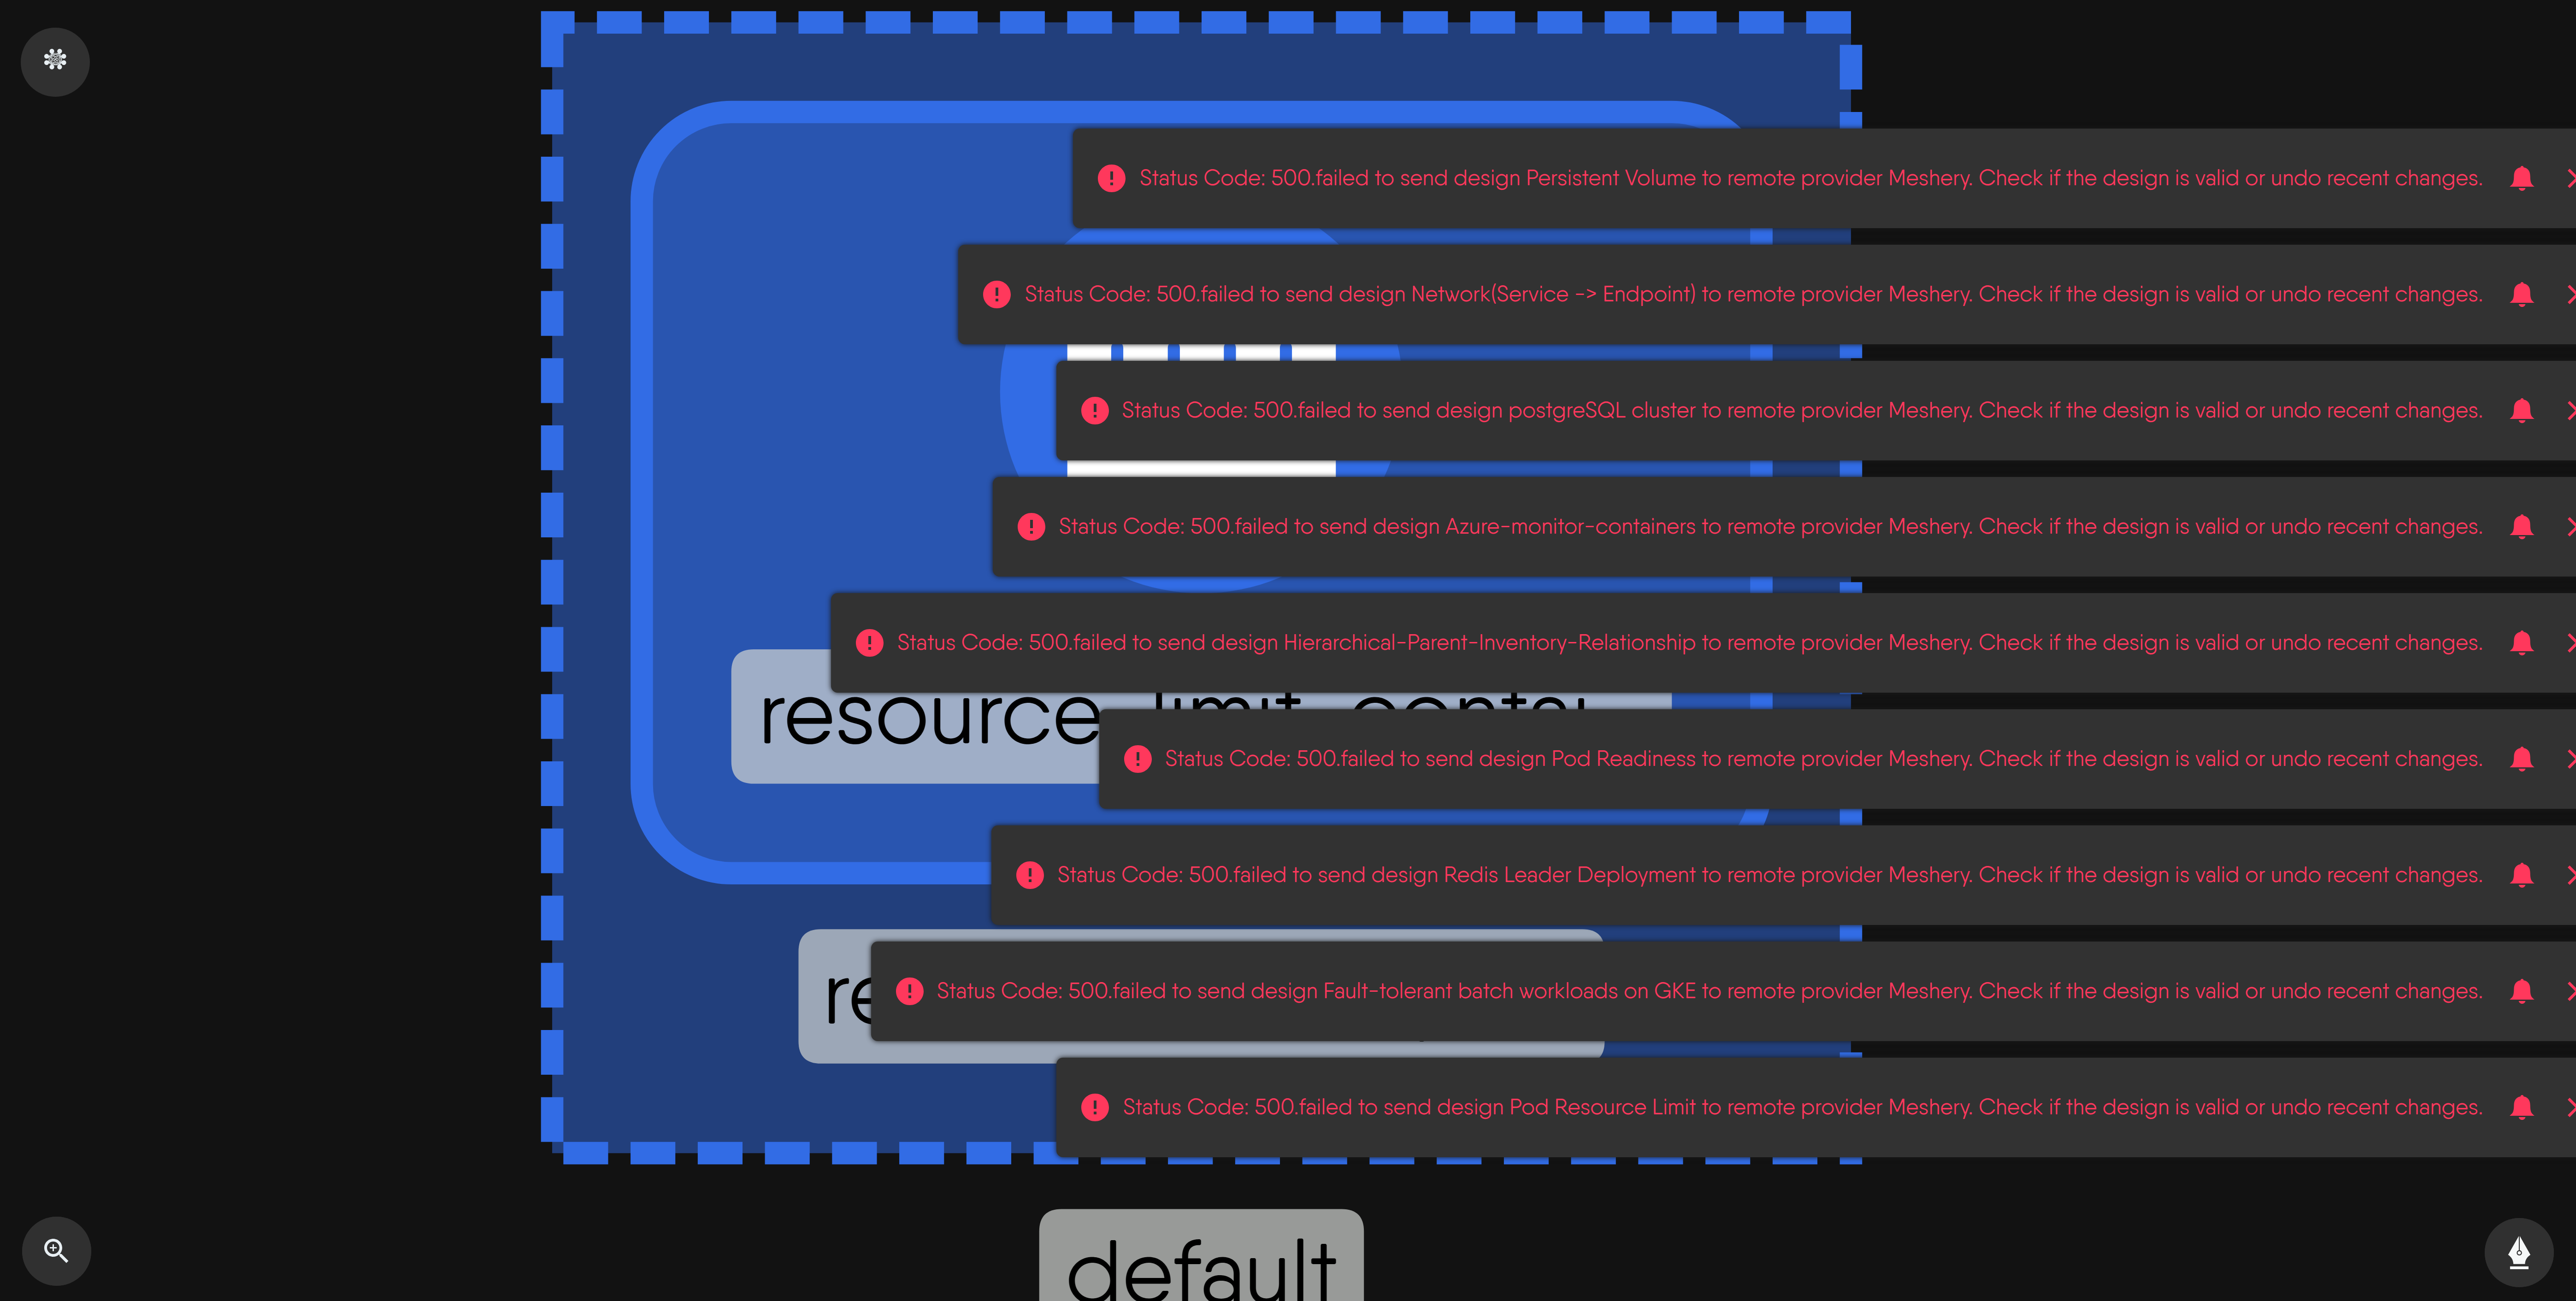 Status Code: 500.failed to send design Persistent Volume to remote provider Meshery. Check if the design is valid or undo recent changes.
Status Code: 500.failed to send design Network(Service -> Endpoint) to remote provider Meshery. Check if the design is valid or undo recent changes.
Status Code: 500.failed to send design postgreSQL cluster to remote provider Meshery. Check if the design is valid or undo recent changes.
Status Code: 500.failed to send design Azure-monitor-containers to remote provider Meshery. Check if the design is valid or undo recent changes.
Status Code: 500.failed to send design Hierarchical-Parent-Inventory-Relationship to remote provider Meshery. Check if the design is valid or undo recent changes.
resource
Status Code: 500.failed to send design Pod Readiness to remote provider Meshery. Check if the design is valid or undo recent changes.
Status Code: 500.failed to send design Redis Leader Deployment to remote provider Meshery. Check if the design is valid or undo recent changes.
Status Code: 500.failed to send design Fault-tolerant batch workloads on GKE to remote provider Meshery. Check if the design is valid or undo recent changes.
Status Code: 500.failed to send design Pod Resource Limit to remote provider Meshery. Check if the design is valid or undo recent changes.
default